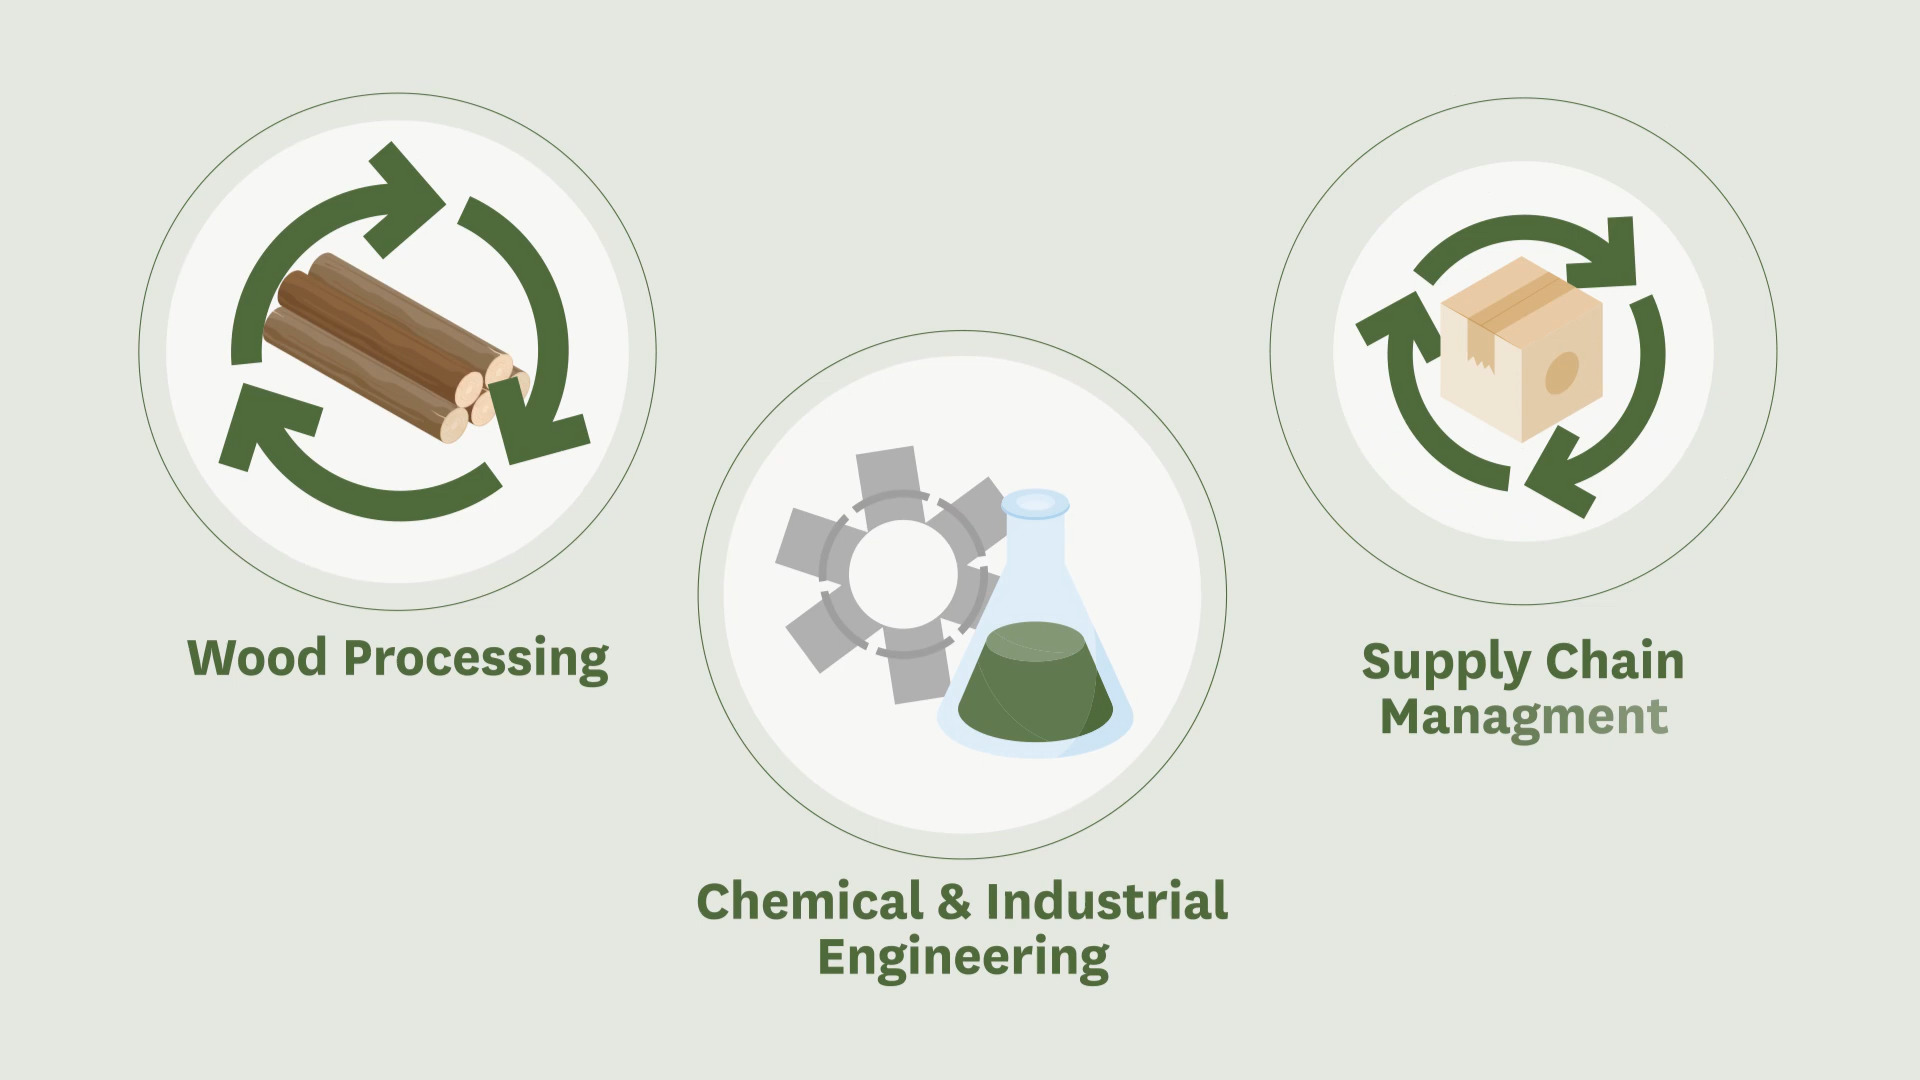 Wood Processing
Chemical & Industrial
Engineering
Supply Chain
Managment